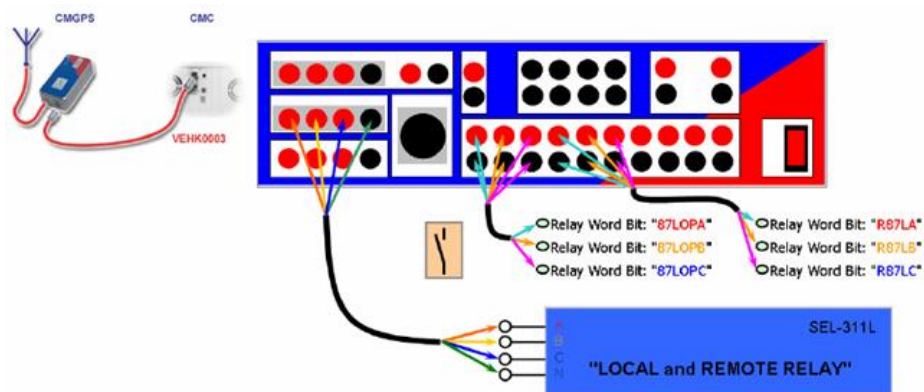 CMGPS
CMC
VEHK0003
Relay Word Bit: "87LOPA"
Relay Word Bit: "87LOPB"
Relay Word Bit: "87LOPC"
Relay Word Bit: "R87LA"
Relay Word Bit: "R87LB"
Relay Word Bit: "R87LC"
A
B
C
N
SEL-311L
"LOCAL and REMOTE RELAY"